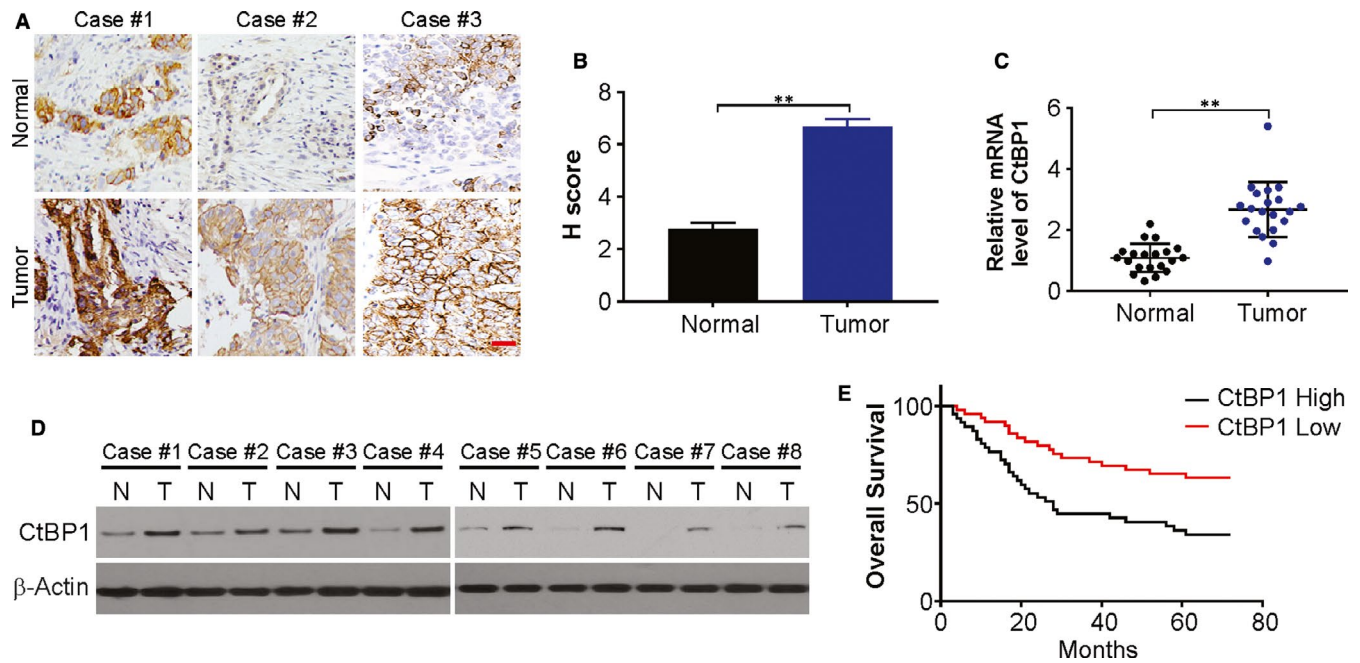 A
Case #1
Case #2
Case #3
Normal
Tumor
B
**
H score
8
6
4
2
0
Normal
Tumor
C
**
Relative mRNA
level of CtBP1
6
4
2
0
Normal
Tumor
D
Case #1
Case #2
Case #3
Case #4
Case #5
Case #6
Case #7
Case #8
N T N T N T N T N T N T N T N T
CtBP1
β-Actin
E
CtBP1 High
CtBP1 Low
Overall Survival
100
50
0
0 20 40 60 80
Months